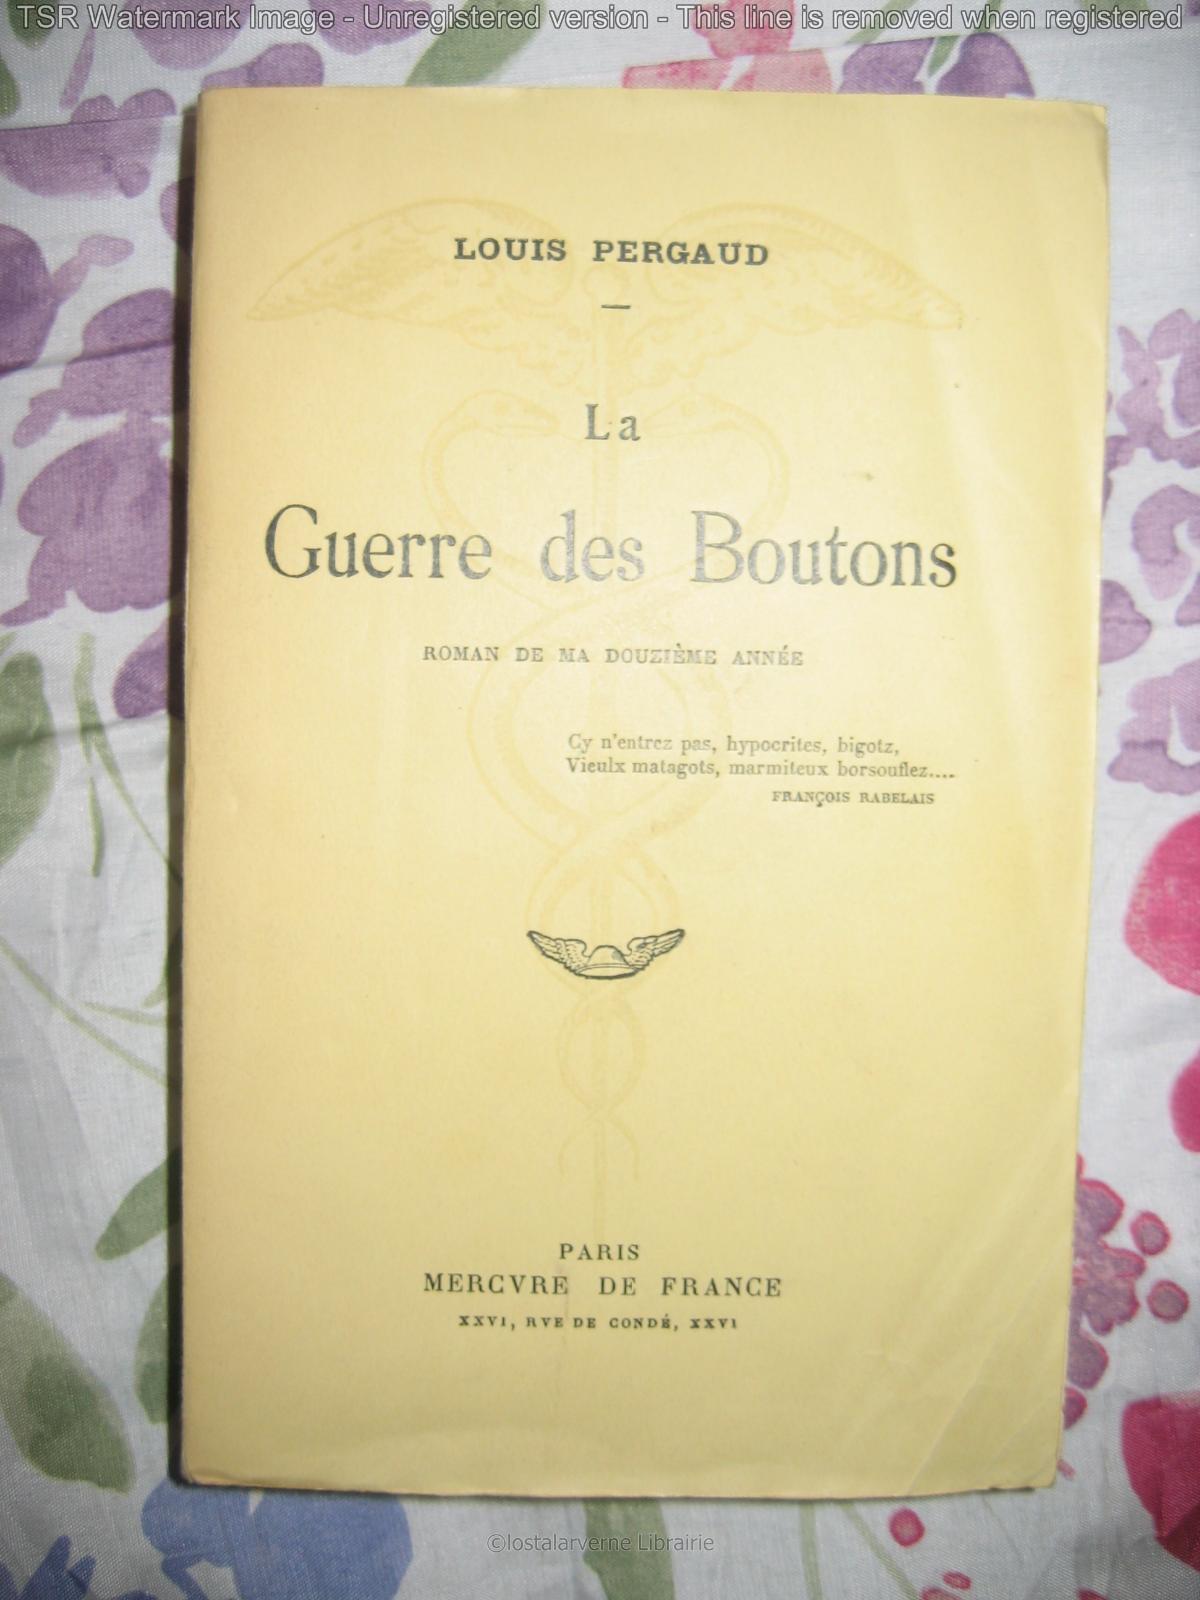 TSR Watermark Image - Unregistered version - This line is removed when registered
LOUIS PERGAUD
—
La
Guerre des Boutons
ROMAN DE MA DOUZIÈME ANNÉE
Cy n'entrez pas, hypocrites, bigotz,
Vieulx matagots, marmiteux borsouflez....
FRANÇOIS RABELAIS
PARIS
MERCVRE DE FRANCE
XXVI, RVE DE CONDÉ, XXVI
©lostalarverne Librairie